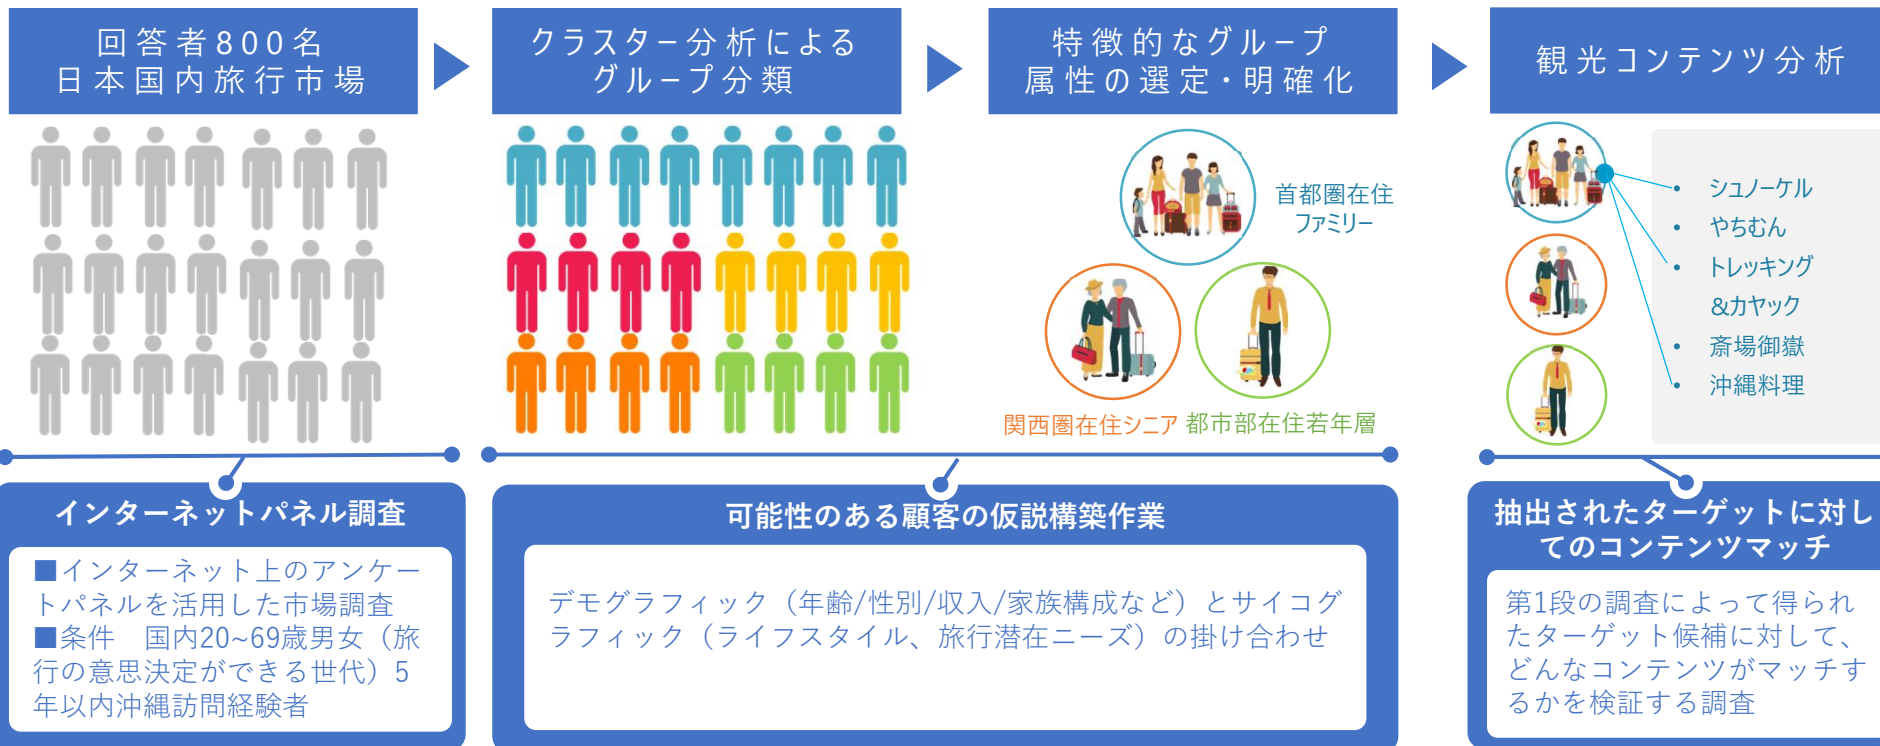 回答者800名
日本国内旅行市場
クラスター分析による
グループ分類
特徴的なグループ
属性の選定・明確化
観光コンテンツ分析
首都圏在住
ファミリー
関西圏在住シニア
都市部在住若年層
• シュノーケル
• やちむん
• トレッキング
&カヤック
• 斎場御嶽
• 沖縄料理
インターネットパネル調査
■インターネット上のアンケー
トパネルを活用した市場調査
■条件　国内20~69歳男女（旅
行の意思決定ができる世代）5
年以内沖縄訪問経験者
可能性のある顧客の仮説構築作業
デモグラフィック（年齢/性別/収入/家族構成など）とサイコグ
ラフィック（ライフスタイル、旅行潜在ニーズ）の掛け合わせ
抽出されたターゲットに対し
てのコンテンツマッチ
第1段の調査によって得られ
たターゲット候補に対して、
どんなコンテンツがマッチす
るかを検証する調査